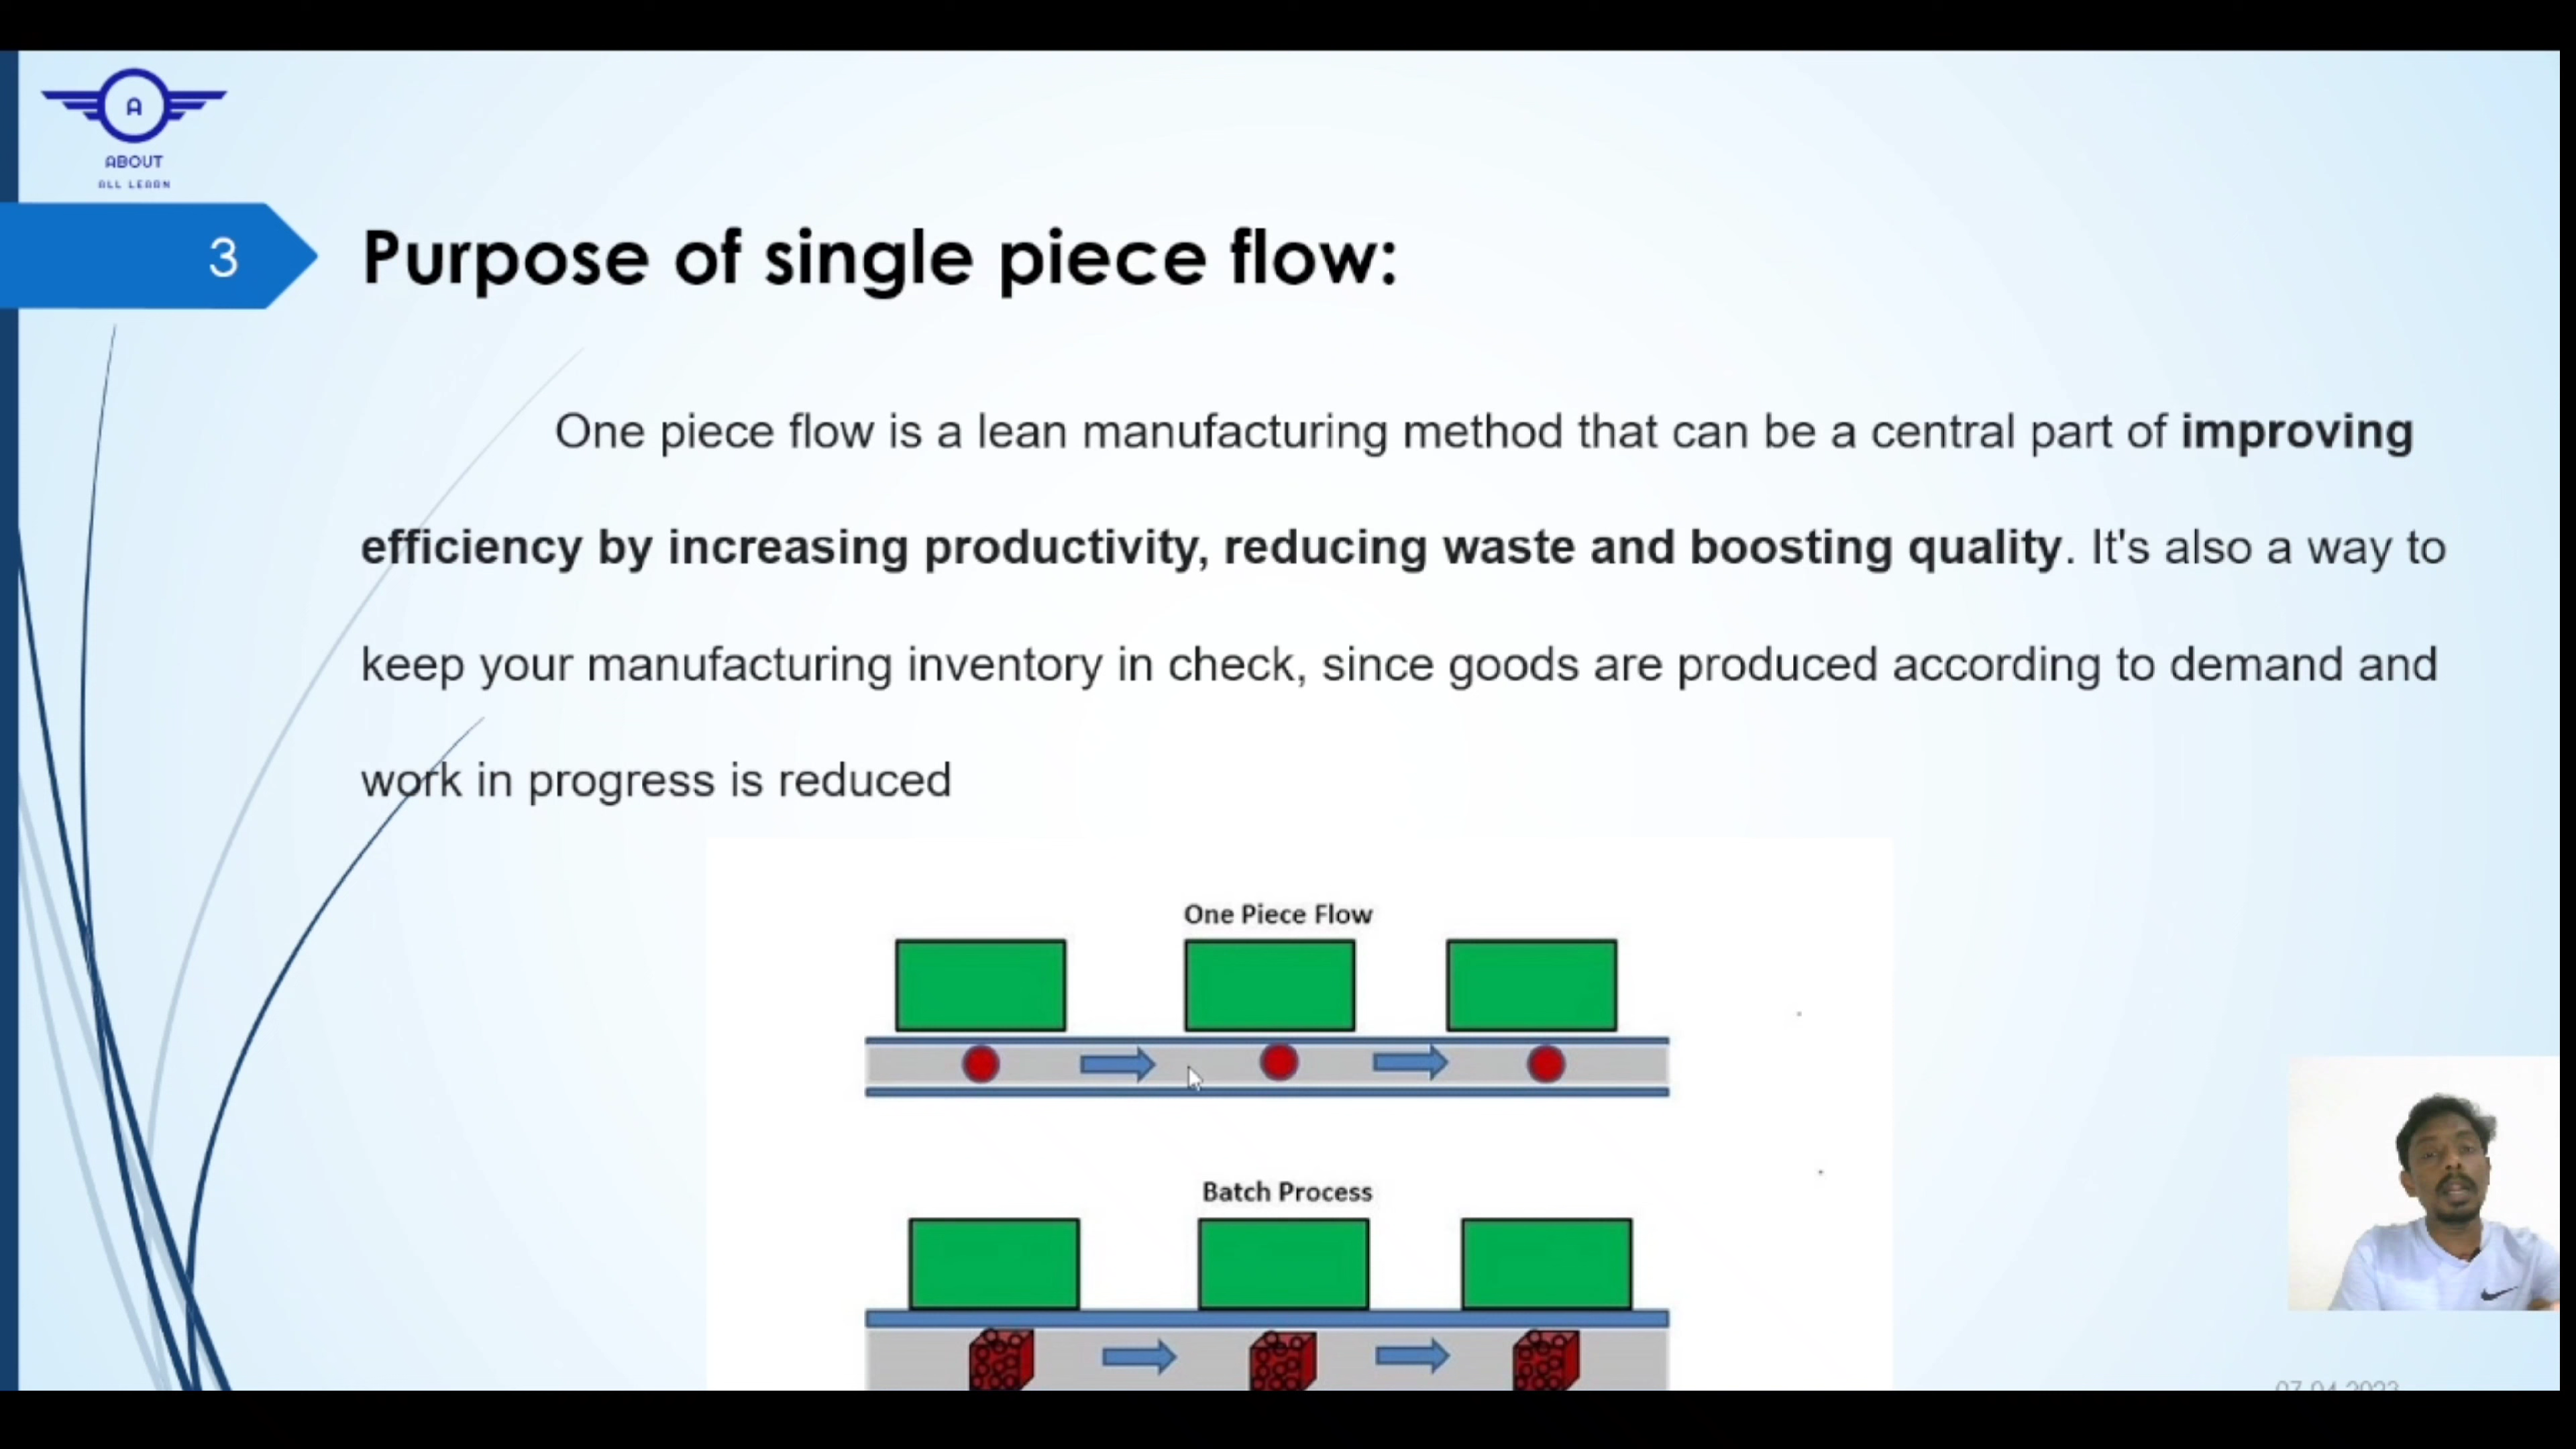 A
ABOUT
ALL LEARN
3
Purpose of single piece flow:
One piece flow is a lean manufacturing method that can be a central part of improving
efficiency by increasing productivity, reducing waste and boosting quality. It's also a way to
keep your manufacturing inventory in check, since goods are produced according to demand and
work in progress is reduced
One Piece Flow
Batch Process
07-04-2023